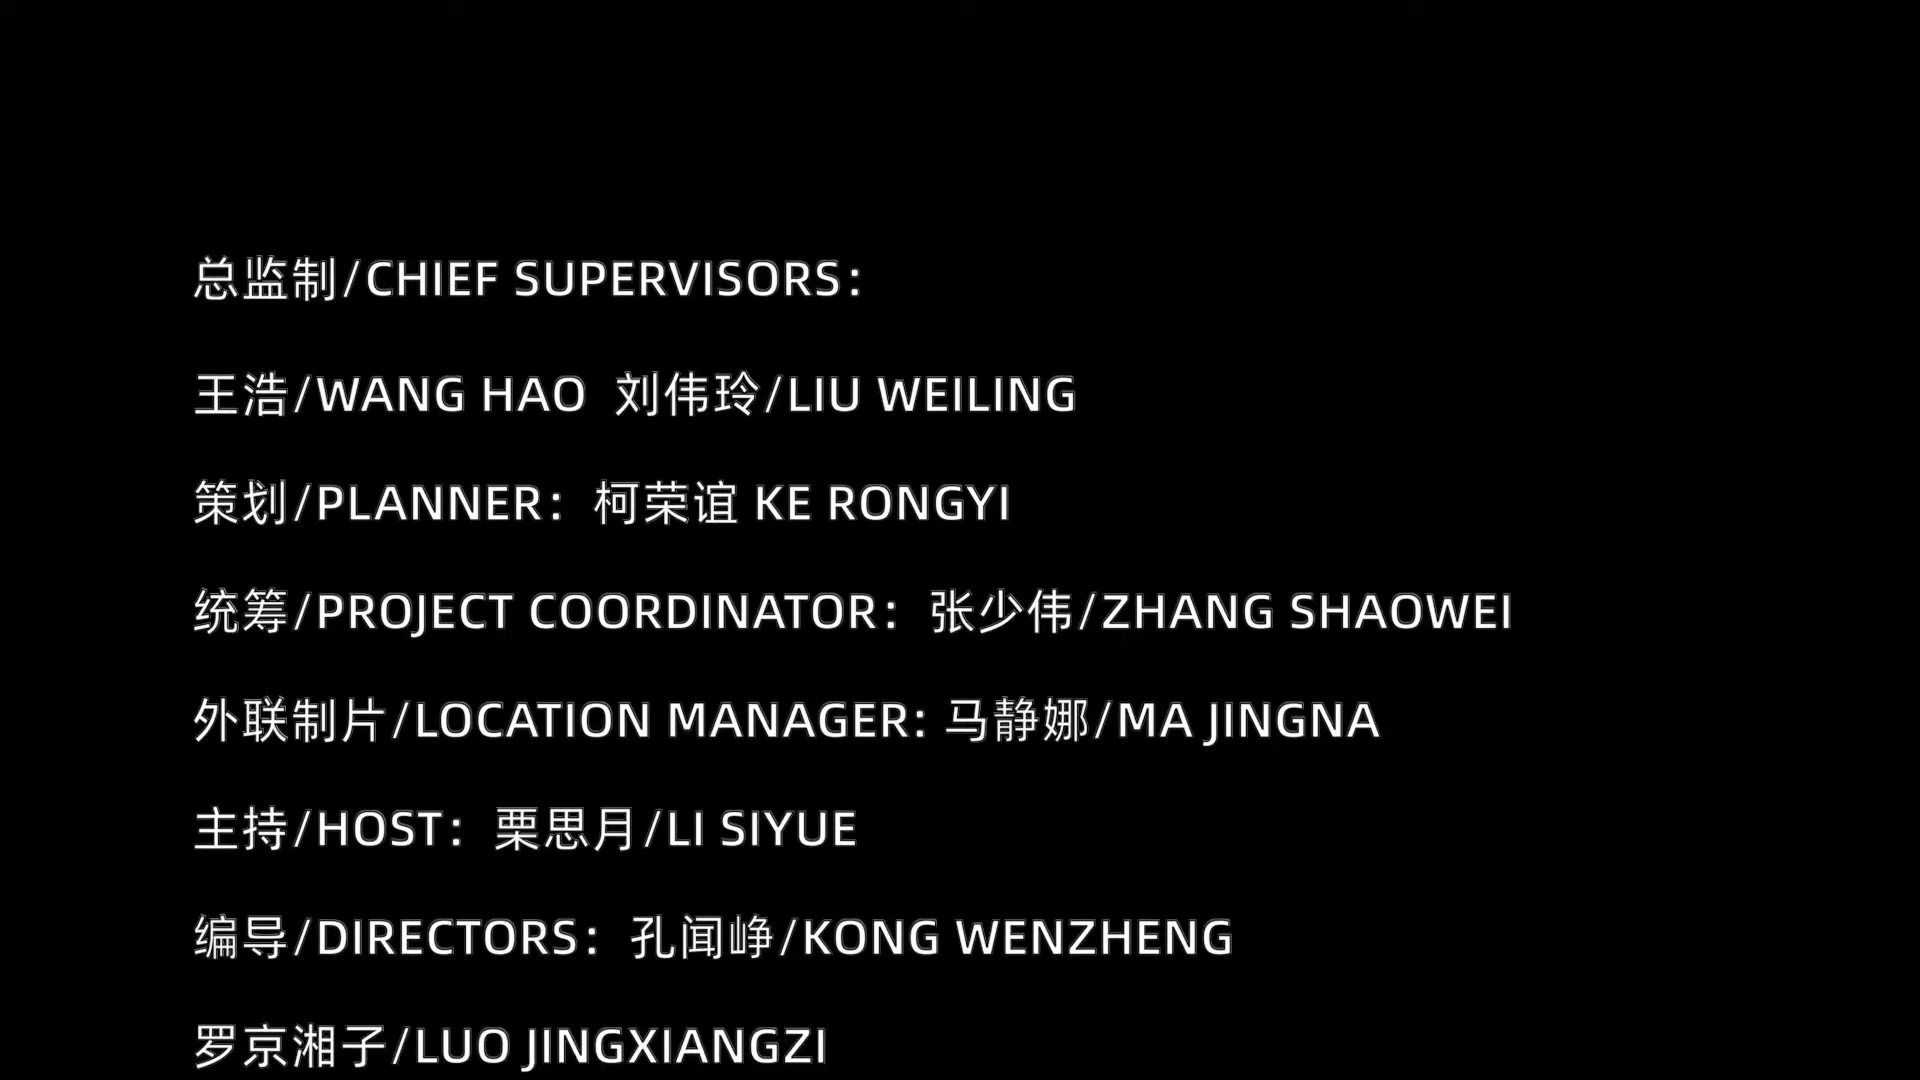 总监制/CHIEF SUPERVISORS：
王浩/WANG HAO 刘伟玲/LIU WEILING
策划/PLANNER：柯荣谊 KE RONGYI
统筹/PROJECT COORDINATOR：张少伟/ZHANG SHAOWEI
外联制片/LOCATION MANAGER: 马静娜/MA JINGNA
主持/HOST：栗思月/LI SIYUE
编导/DIRECTORS：孔闻峥/KONG WENZHENG
罗京湘子/LUO JINGXIANGZI